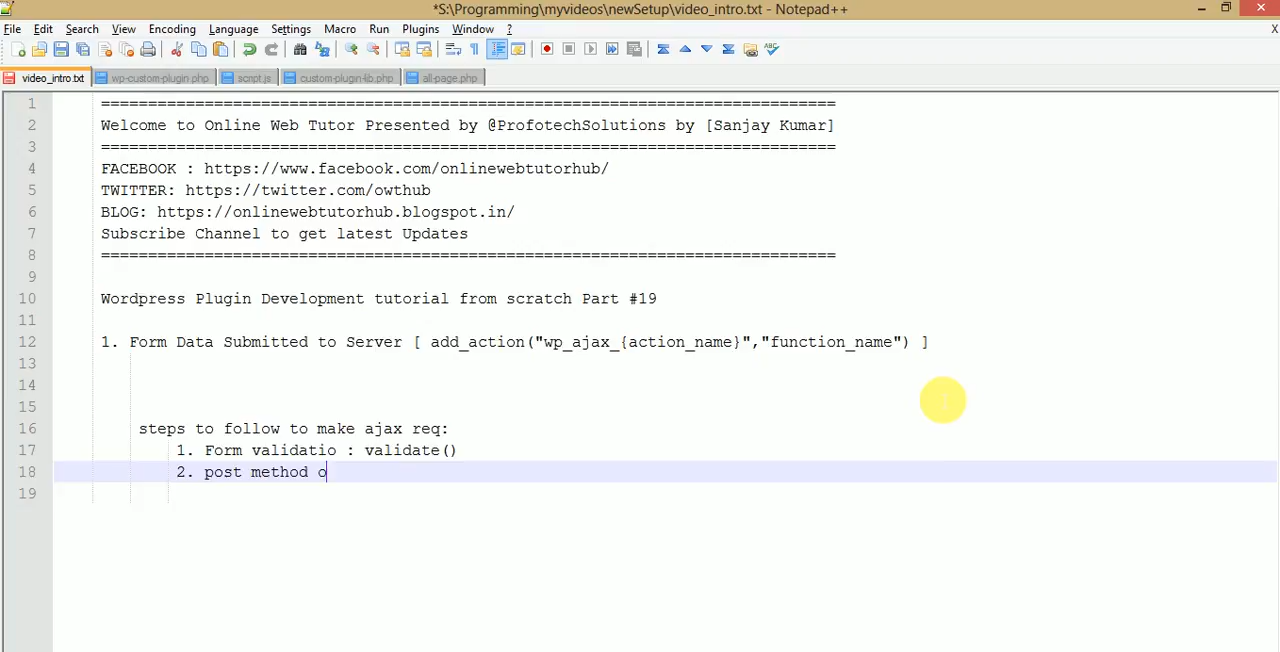 *S:\Programming\myvideos\newSetup\video_intro.txt - Notepad++
File Edit Search View Encoding Language Settings Macro Run Plugins Window ? X
video_intro.txt wp-custom-plugin.php script.js custom-plugin-lib.php all-page.php
1 ==============================================================================
2 Welcome to Online Web Tutor Presented by @ProfotechSolutions by [Sanjay Kumar]
3 ==============================================================================
4 FACEBOOK : https://www.facebook.com/onlinewebtutorhub/
5 TWITTER: https://twitter.com/owthub
6 BLOG: https://onlinewebtutorhub.blogspot.in/
7 Subscribe Channel to get latest Updates
8 ==============================================================================
9
10 Wordpress Plugin Development tutorial from scratch Part #19
11
12 1. Form Data Submitted to Server [ add_action("wp_ajax_{action_name}","function_name") ]
13
14
15
16 steps to follow to make ajax req:
17 1. Form validatio : validate()
18 2. post method o
19